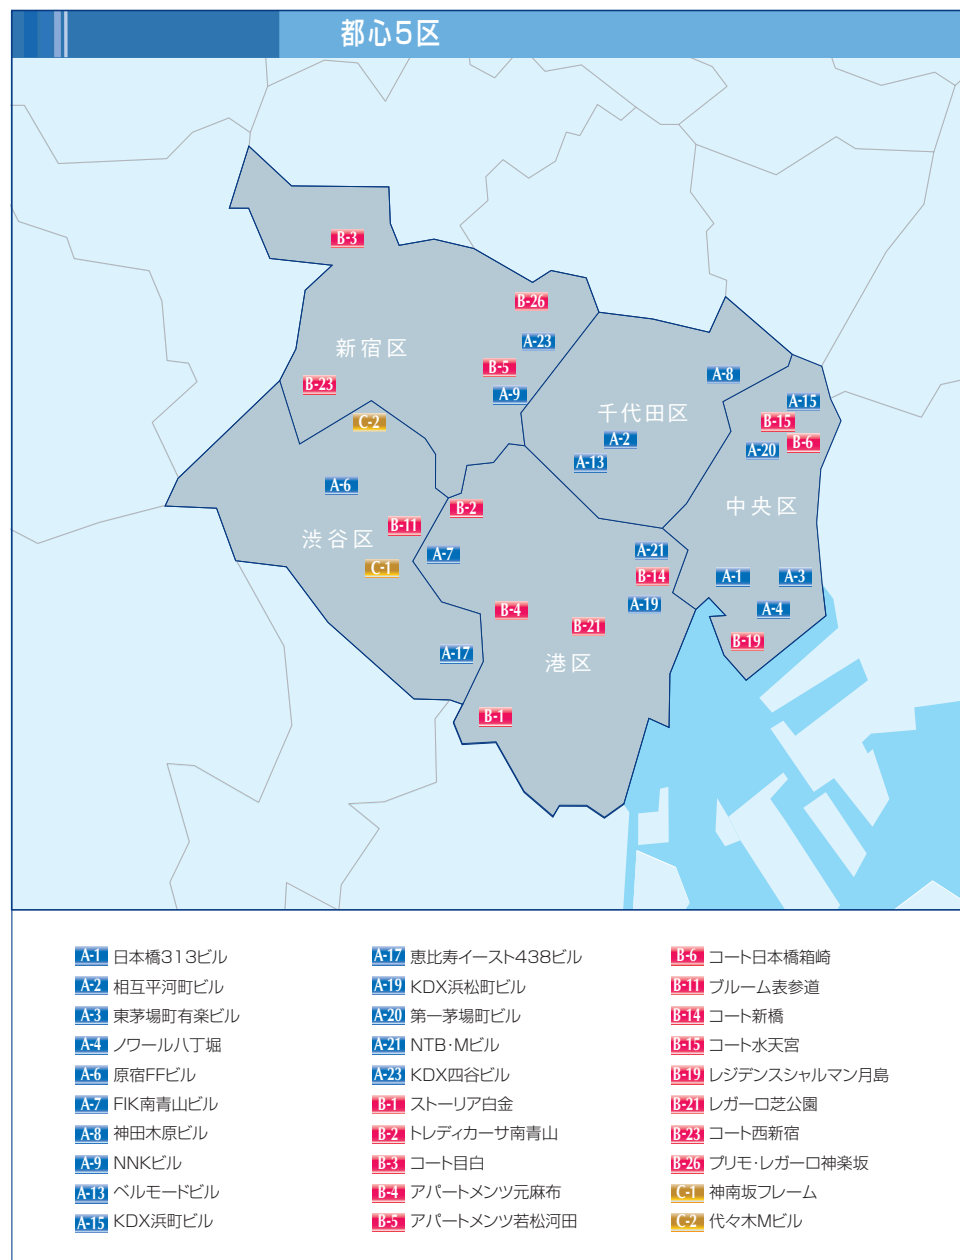 都心5区
B-3
B-26
A-23
新宿区
B-5
B-23
A-9
A-8
千代田区
A-15
B-15
C-2
A-2
B-6
A-20
A-13
A-6
B-2
中央区
B-11
渋谷区
A-7
A-21
C-1
B-14
A-1
A-3
B-4
A-19
A-4
B-21
B-19
A-17
港区
B-1
A-1 日本橋313ビル
A-2 相互平河町ビル
A-3 東茅場町有楽ビル
A-4 ノワール八丁堀
A-6 原宿FFビル
A-7 FIK南青山ビル
A-8 神田木原ビル
A-9 NNKビル
A-13 ベルモードビル
A-15 KDX浜町ビル
A-17 恵比寿イースト438ビル
A-19 KDX浜松町ビル
A-20 第一茅場町ビル
A-21 NTB・Mビル
A-23 KDX四谷ビル
B-1 ストーリア白金
B-2 トレディカーサ南青山
B-3 コート目白
B-4 アパートメンツ元麻布
B-5 アパートメンツ若松河田
B-6 コート日本橋箱崎
B-11 ブルーム表参道
B-14 コート新橋
B-15 コート水天宮
B-19 レジデンスシャルマン月島
B-21 レガーロ芝公園
B-23 コート西新宿
B-26 プリモ・レガーロ神楽坂
C-1 神南坂フレーム
C-2 代々木Mビル